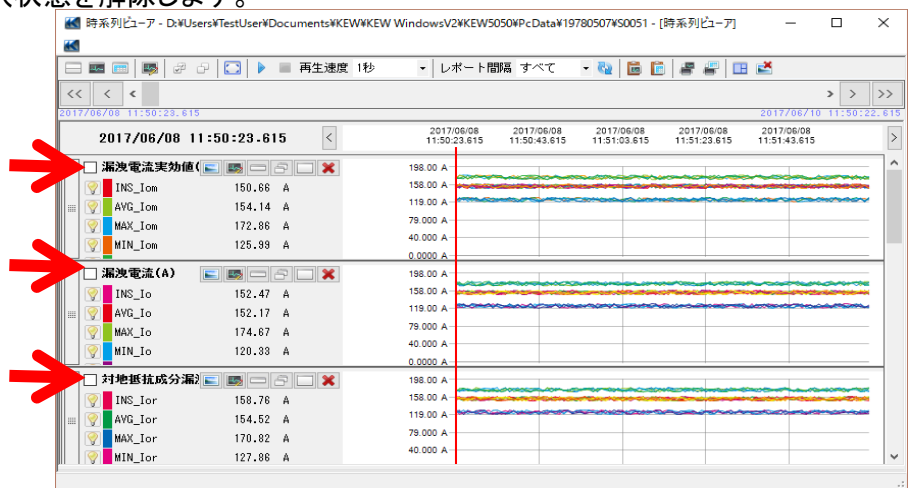 状態を解除します。
時系列ビューア - D:¥Users¥TestUser¥Documents¥KEW¥KEW WindowsV2¥KEW5050¥PcData¥19780507¥S0051 - [時系列ビューア]
再生速度 1秒 レポート間隔 すべて
<< < < > > >>
2017/06/08 11:50:23.615 2017/06/10 11:50:22.615
2017/06/08 11:50:23.615 < 2017/06/08 2017/06/08 2017/06/08 2017/06/08 2017/06/08 >
11:50:23.615 11:50:43.615 11:51:03.615 11:51:23.615 11:51:43.615
漏洩電流実効値( 198.00 A
INS_Iom 150.66 A 158.00 A
AVG_Iom 154.14 A 119.00 A
MAX_Iom 172.86 A 79.000 A
MIN_Iom 125.99 A 40.000 A
0.0000 A
漏洩電流(A) 198.00 A
INS_Io 152.47 A 158.00 A
AVG_Io 152.17 A 119.00 A
MAX_Io 174.67 A 79.000 A
MIN_Io 120.33 A 40.000 A
0.0000 A
対地抵抗成分漏 198.00 A
INS_Ior 158.76 A 158.00 A
AVG_Ior 154.52 A 119.00 A
MAX_Ior 170.82 A 79.000 A
MIN_Ior 127.86 A 40.000 A